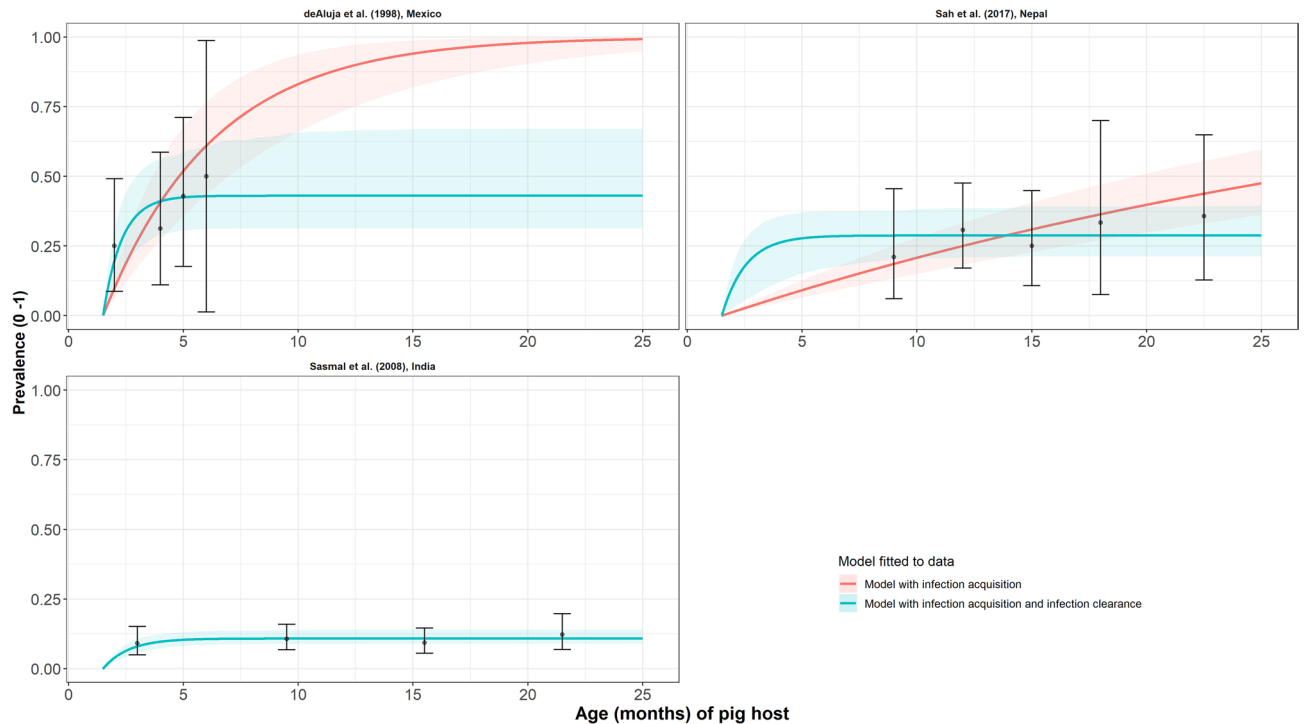 deAluja et al. (1998), Mexico
Sah et al. (2017), Nepal
1.00
0.75
0.50
0.25
0.00
0 5 10 15 20 25
0 5 10 15 20 25
Sasmal et al. (2008), India
Prevalence (0 -1)
1.00
0.75
0.50
0.25
0.00
0 5 10 15 20 25
Model fitted to data
Model with infection acquisition
Model with infection acquisition and infection clearance
Age (months) of pig host